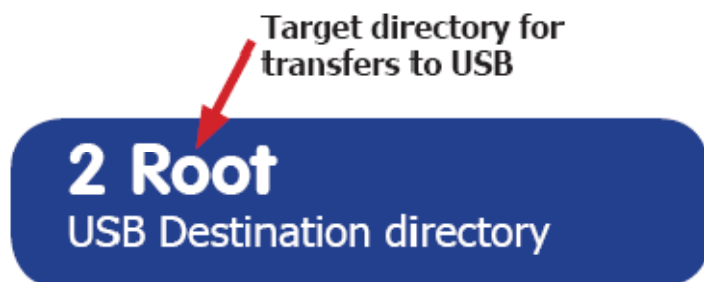 Target directory for
transfers to USB
2 Root
USB Destination directory